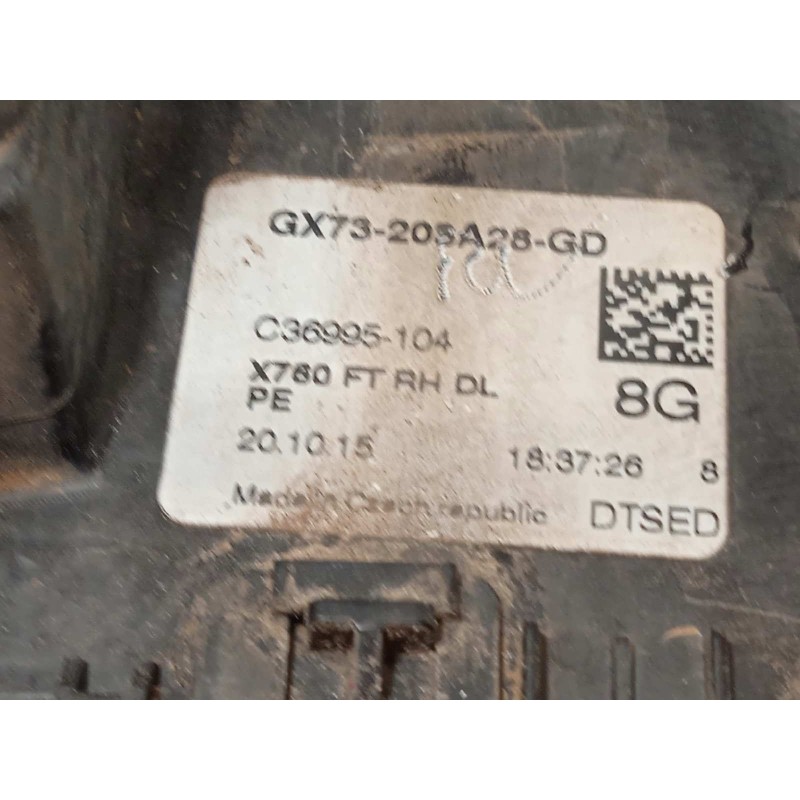 GX73-205A28-GD
C36995-104
X760 FT RH DL
PE
8G
20.10.15 18:37:26 8
Made in Czech republic DTSED